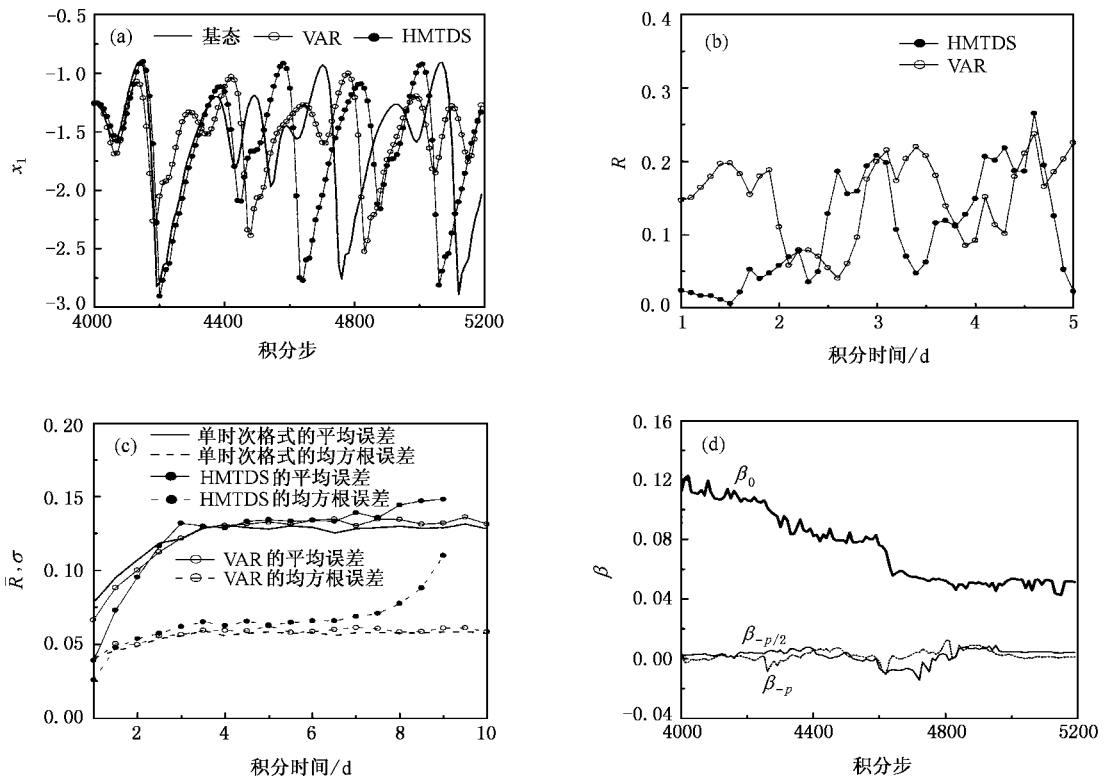 (a)
基态 VAR HMTDS
-0.5
-1.0
-1.5
-2.0
-2.5
-3.0
x₁
4000 4400 4800 5200
积分步
(b)
HMTDS
VAR
0.4
0.3
0.2
0.1
0.0
R
1 2 3 4 5
积分时间/d
(c)
单时次格式的平均误差
单时次格式的均方根误差
HMTDS的平均误差
HMTDS的均方根误差
VAR的平均误差
VAR的均方根误差
0.20
0.15
0.10
0.05
0.00
R̄, σ
2 4 6 8 10
积分时间/d
(d)
β₀
β₋ₚ/₂
β₋ₚ
0.16
0.12
0.08
0.04
0.00
-0.04
β
4000 4400 4800 5200
积分步